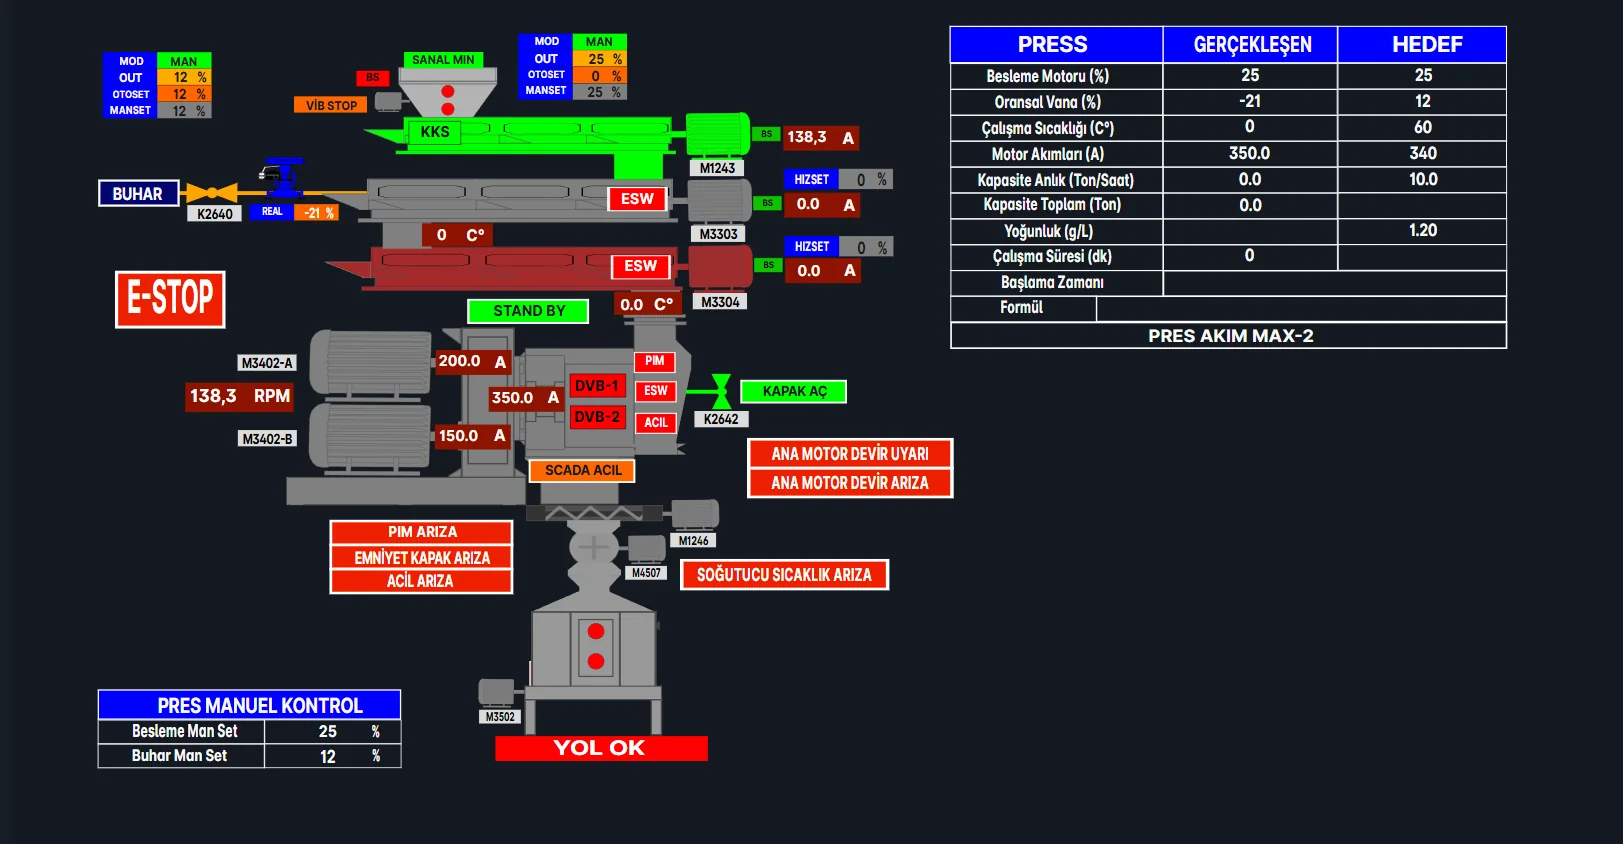 MOD MAN
OUT 12 %
OTOSET 12 %
MANSET 12 %
BS
SANAL MIN
VİB STOP
MOD MAN
OUT 25 %
OTOSET 0 %
MANSET 25 %
KKS
BS 138,3 A
M1243
BUHAR
K2640
REAL -21 %
ESW
HIZSET 0 %
BS 0.0 A
M3303
0 C°
ESW
HIZSET 0 %
BS 0.0 A
M3304
0.0 C°
E-STOP
STAND BY
M3402-A
200.0 A
138,3 RPM
350.0 A
M3402-B
150.0 A
DVB-1
DVB-2
PIM
ESW
ACIL
KAPAK AÇ
K2642
SCADA ACIL
ANA MOTOR DEVİR UYARI
ANA MOTOR DEVİR ARIZA
PIM ARIZA
EMNİYET KAPAK ARIZA
ACİL ARIZA
M1246
M4507
SOĞUTUCU SICAKLIK ARIZA
M3502
YOL OK
PRES MANUEL KONTROL
Besleme Man Set 25 %
Buhar Man Set 12 %
PRESS GERÇEKLEŞEN HEDEF
Besleme Motoru (%) 25 25
Oransal Vana (%) -21 12
Çalışma Sıcaklığı (C°) 0 60
Motor Akımları (A) 350.0 340
Kapasite Anlık (Ton/Saat) 0.0 10.0
Kapasite Toplam (Ton) 0.0
Yoğunluk (g/L) 1.20
Çalışma Süresi (dk) 0
Başlama Zamanı
Formül
PRES AKIM MAX-2